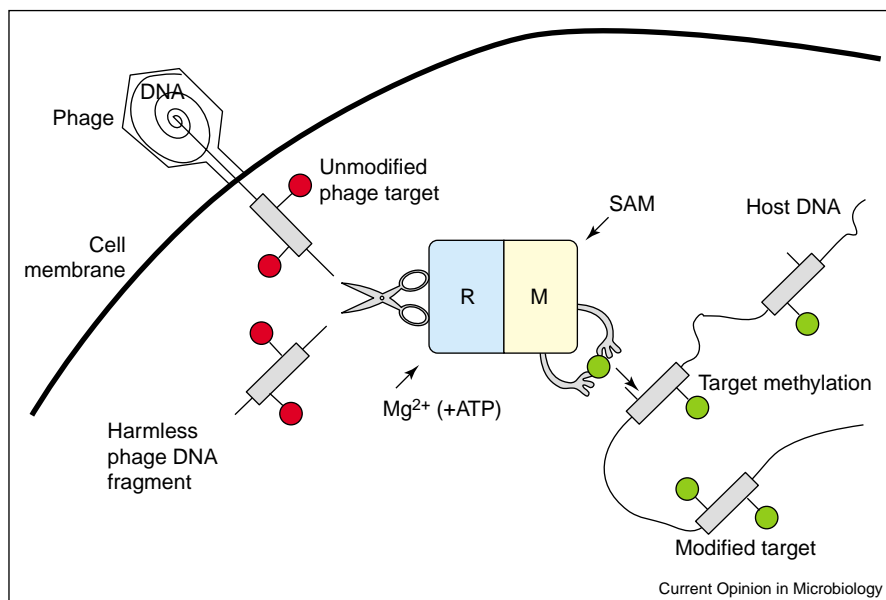 DNA
Phage
Unmodified
phage target
Cell
membrane
SAM
Host DNA
R
M
Mg²⁺ (+ATP)
Target methylation
Harmless
phage DNA
fragment
Modified target
Current Opinion in Microbiology